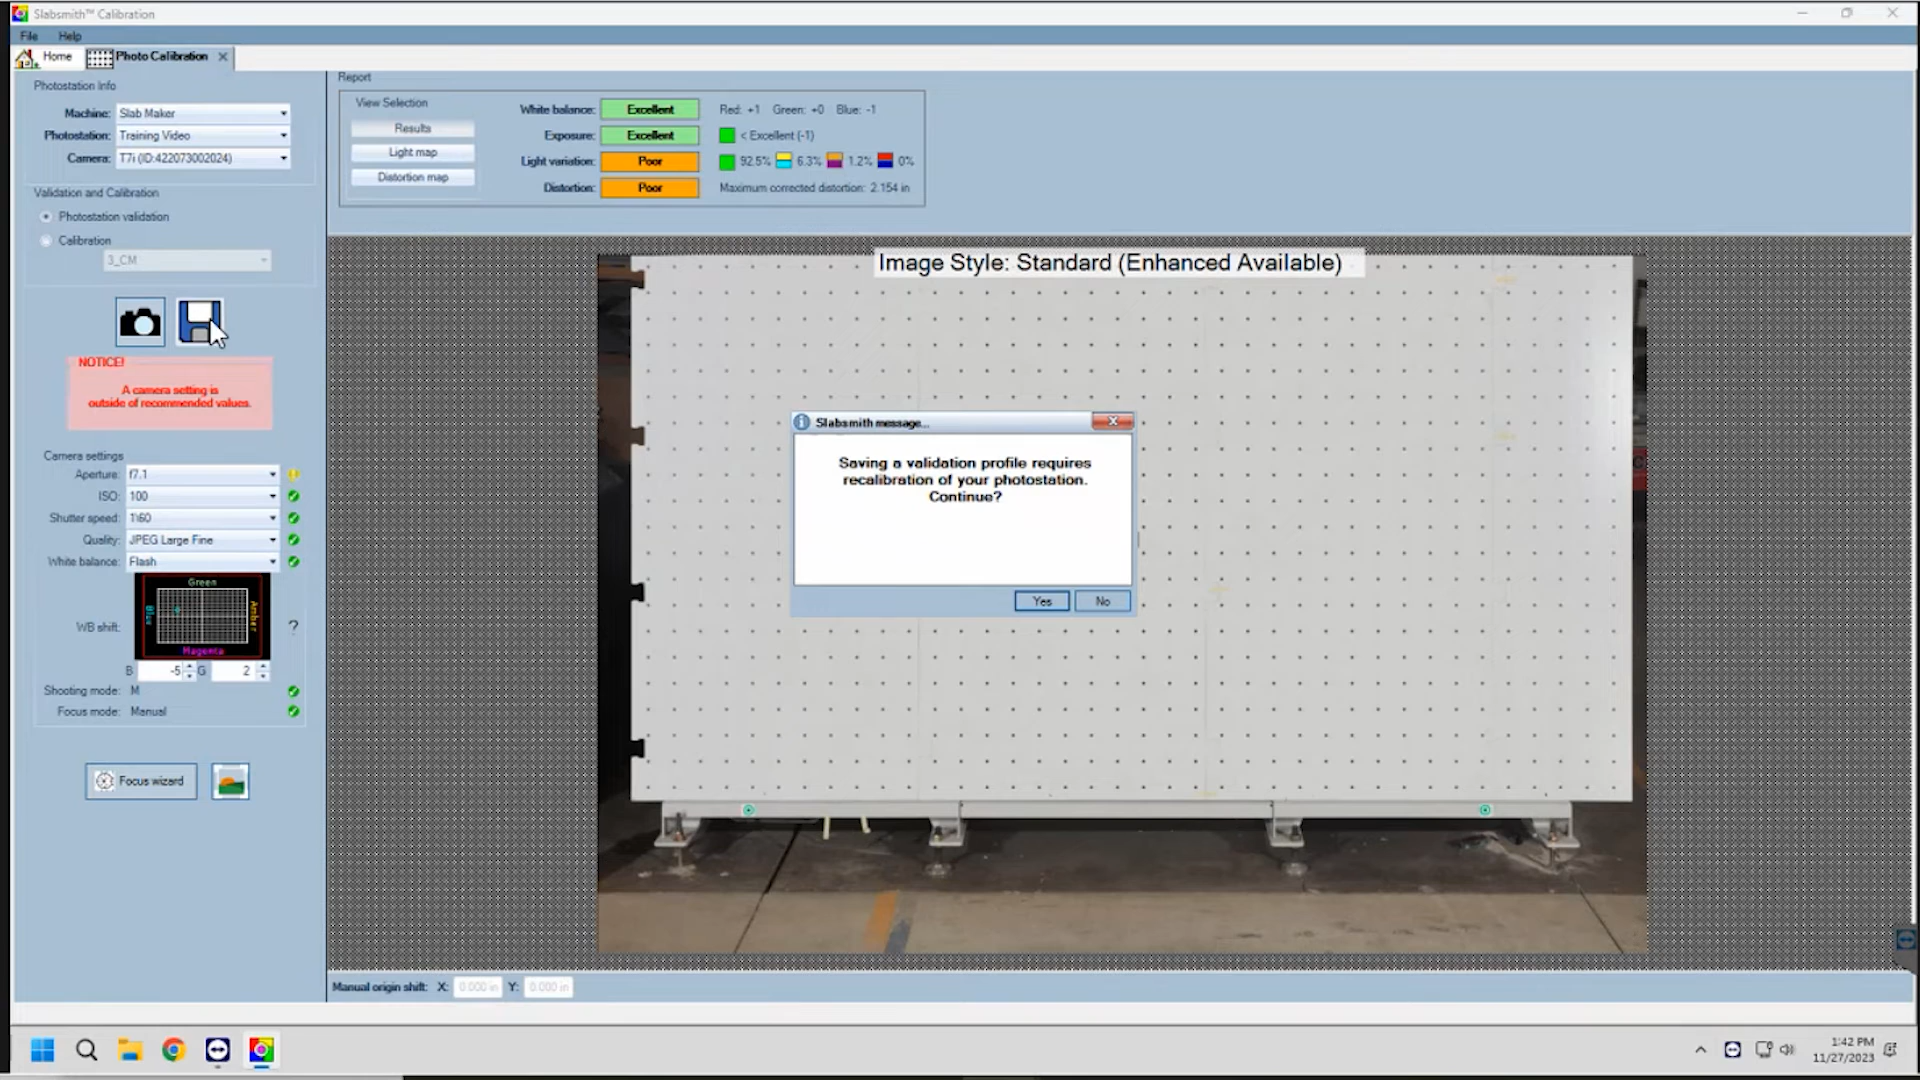 Slabsmith™ Calibration
File Help
Home Photo Calibration
Photostation Info
Machine: Slab Maker
Photostation: Training Video
Camera: T7i (ID:422073002024)
Validation and Calibration
Photostation validation
Calibration
3_CM
NOTICE!
A camera setting is
outside of recommended values.
Camera settings
Aperture: f7.1
ISO: 100
Shutter speed: 1\60
Quality: JPEG Large Fine
White balance: Flash
Green
Blue
Amber
WB shift: ?
Magenta
B -5 G 2
Shooting mode: M
Focus mode: Manual
Focus wizard
Report
View Selection
Results
Light map
Distortion map
White balance: Excellent Red: +1 Green: +0 Blue: -1
Exposure: Excellent < Excellent (-1)
Light variation: Poor 92.5% 6.3% 1.2% 0%
Distortion: Poor Maximum corrected distortion: 2.154 in
Image Style: Standard (Enhanced Available)
Slabsmith message...
Saving a validation profile requires
recalibration of your photostation.
Continue?
Yes No
Manual origin shift: X: 0.000 in Y: 0.000 in
1:42 PM
11/27/2023